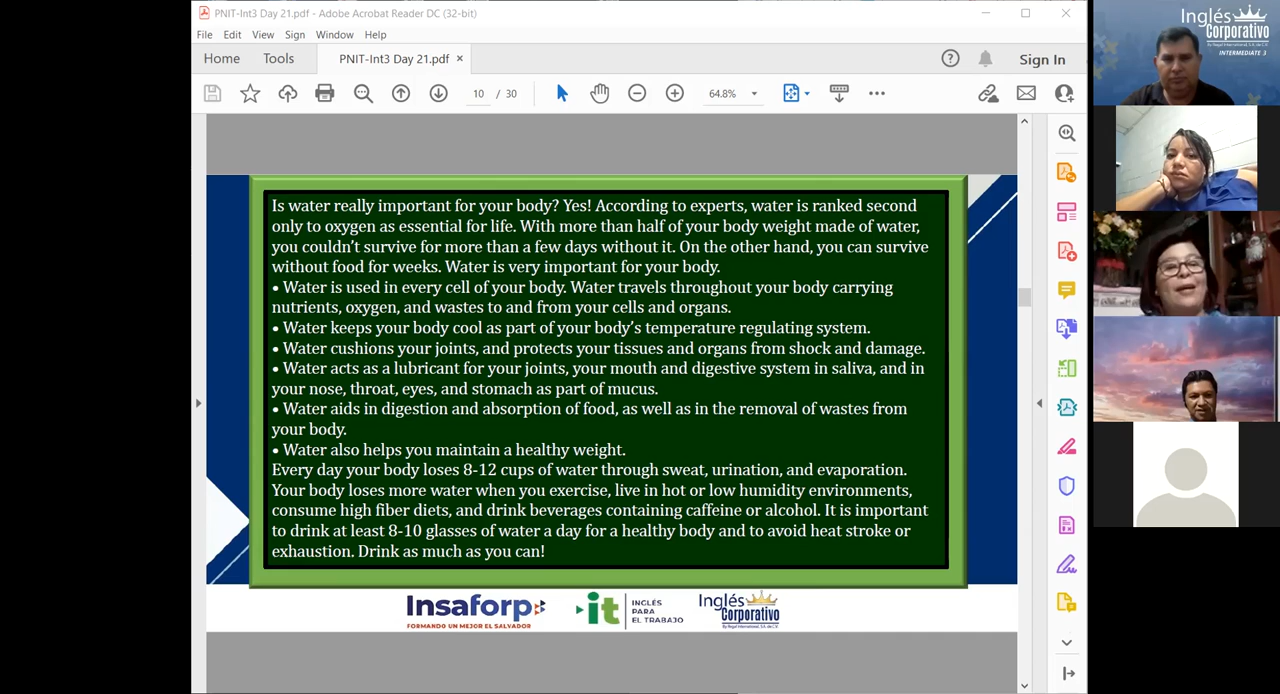 PNIT-Int3 Day 21.pdf - Adobe Acrobat Reader DC (32-bit)
File Edit View Sign Window Help
Home Tools PNIT-Int3 Day 21.pdf × Sign In
10 / 30 64.8%
Is water really important for your body? Yes! According to experts, water is ranked second
only to oxygen as essential for life. With more than half of your body weight made of water,
you couldn't survive for more than a few days without it. On the other hand, you can survive
without food for weeks. Water is very important for your body.
• Water is used in every cell of your body. Water travels throughout your body carrying
nutrients, oxygen, and wastes to and from your cells and organs.
• Water keeps your body cool as part of your body's temperature regulating system.
• Water cushions your joints, and protects your tissues and organs from shock and damage.
• Water acts as a lubricant for your joints, your mouth and digestive system in saliva, and in
your nose, throat, eyes, and stomach as part of mucus.
• Water aids in digestion and absorption of food, as well as in the removal of wastes from
your body.
• Water also helps you maintain a healthy weight.
Every day your body loses 8-12 cups of water through sweat, urination, and evaporation.
Your body loses more water when you exercise, live in hot or low humidity environments,
consume high fiber diets, and drink beverages containing caffeine or alcohol. It is important
to drink at least 8-10 glasses of water a day for a healthy body and to avoid heat stroke or
exhaustion. Drink as much as you can!
Insaforp
FORMANDO UN MEJOR EL SALVADOR
it
INGLÉS
PARA
EL TRABAJO
Inglés
Corporativo
By Regal International, S.A. de C.V.
Inglés
Corporativo
By Regal International, S.A. de C.V.
INTERMEDIATE 3